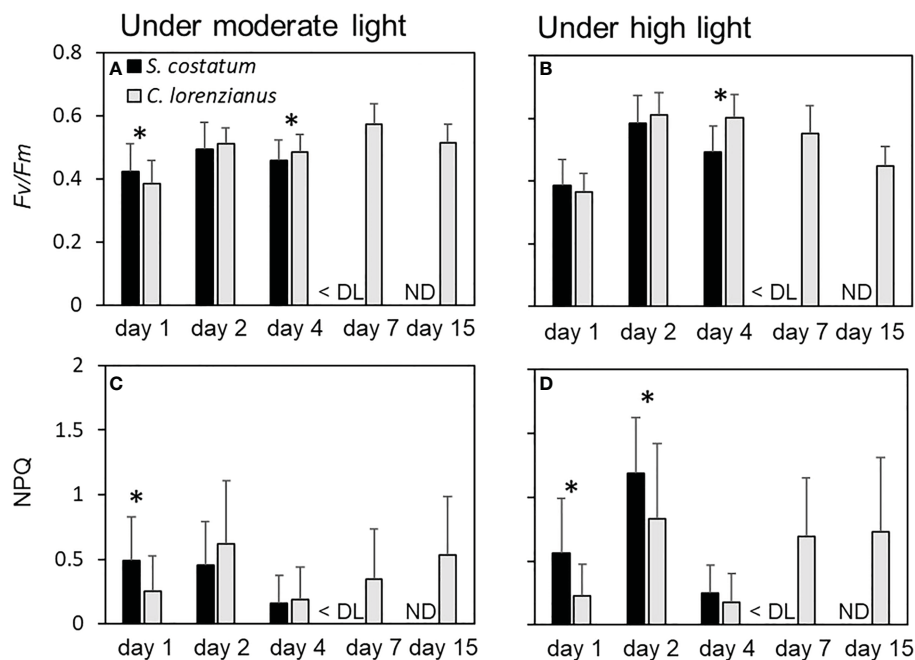 Under moderate light
Under high light
A
S. costatum
C. lorenzianus
Fv/Fm
0.8
0.6
0.4
0.2
0
*
*
< DL
ND
day 1 day 2 day 4 day 7 day 15
B
*
< DL
ND
day 1 day 2 day 4 day 7 day 15
C
NPQ
2
1.5
1
0.5
0
*
< DL
ND
day 1 day 2 day 4 day 7 day 15
D
*
*
< DL
ND
day 1 day 2 day 4 day 7 day 15